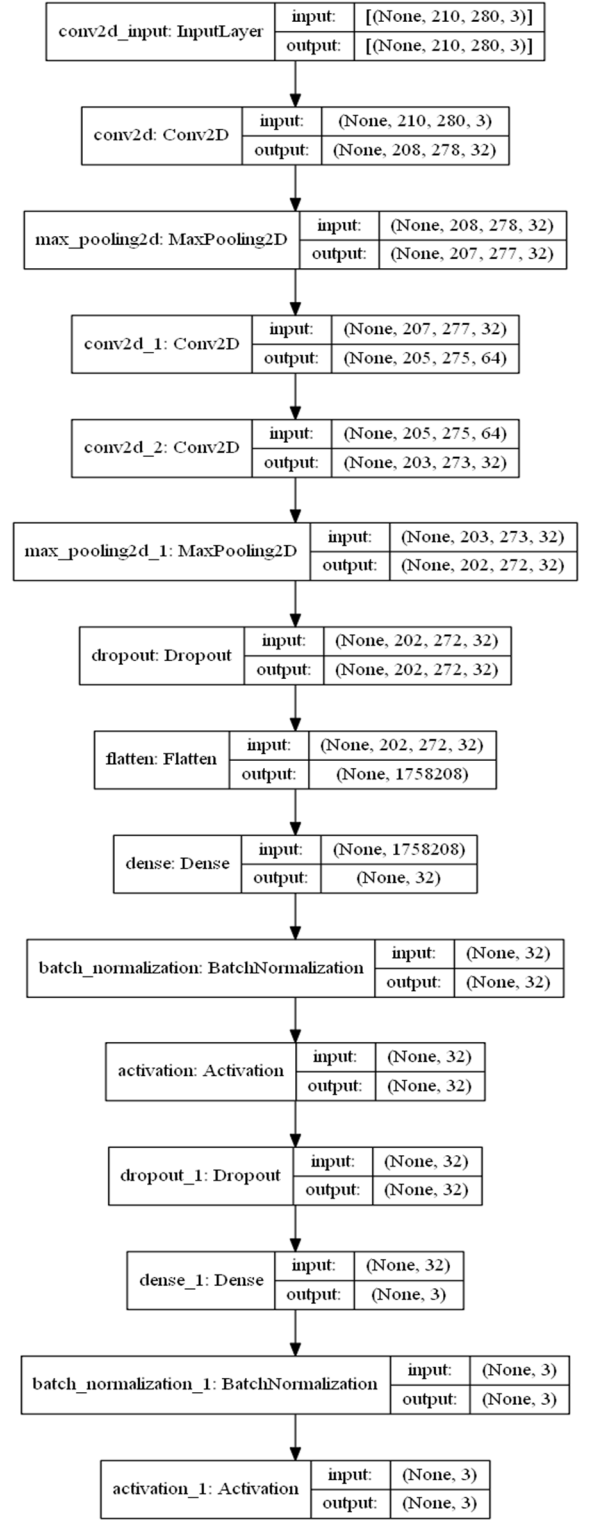 conv2d_input: InputLayer
input: [(None, 210, 280, 3)]
output: [(None, 210, 280, 3)]
conv2d: Conv2D
input: (None, 210, 280, 3)
output: (None, 208, 278, 32)
max_pooling2d: MaxPooling2D
input: (None, 208, 278, 32)
output: (None, 207, 277, 32)
conv2d_1: Conv2D
input: (None, 207, 277, 32)
output: (None, 205, 275, 64)
conv2d_2: Conv2D
input: (None, 205, 275, 64)
output: (None, 203, 273, 32)
max_pooling2d_1: MaxPooling2D
input: (None, 203, 273, 32)
output: (None, 202, 272, 32)
dropout: Dropout
input: (None, 202, 272, 32)
output: (None, 202, 272, 32)
flatten: Flatten
input: (None, 202, 272, 32)
output: (None, 1758208)
dense: Dense
input: (None, 1758208)
output: (None, 32)
batch_normalization: BatchNormalization
input: (None, 32)
output: (None, 32)
activation: Activation
input: (None, 32)
output: (None, 32)
dropout_1: Dropout
input: (None, 32)
output: (None, 32)
dense_1: Dense
input: (None, 32)
output: (None, 3)
batch_normalization_1: BatchNormalization
input: (None, 3)
output: (None, 3)
activation_1: Activation
input: (None, 3)
output: (None, 3)